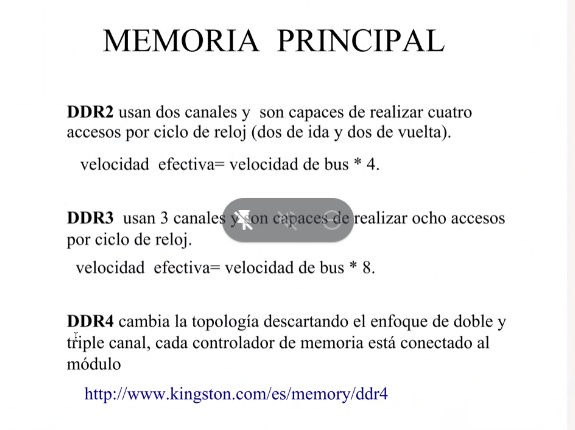 MEMORIA PRINCIPAL
DDR2 usan dos canales y son capaces de realizar cuatro
accesos por ciclo de reloj (dos de ida y dos de vuelta).
velocidad efectiva= velocidad de bus * 4.
DDR3 usan 3 canales y son capaces de realizar ocho accesos
por ciclo de reloj.
velocidad efectiva= velocidad de bus * 8.
DDR4 cambia la topología descartando el enfoque de doble y
triple canal, cada controlador de memoria está conectado al
módulo
http://www.kingston.com/es/memory/ddr4